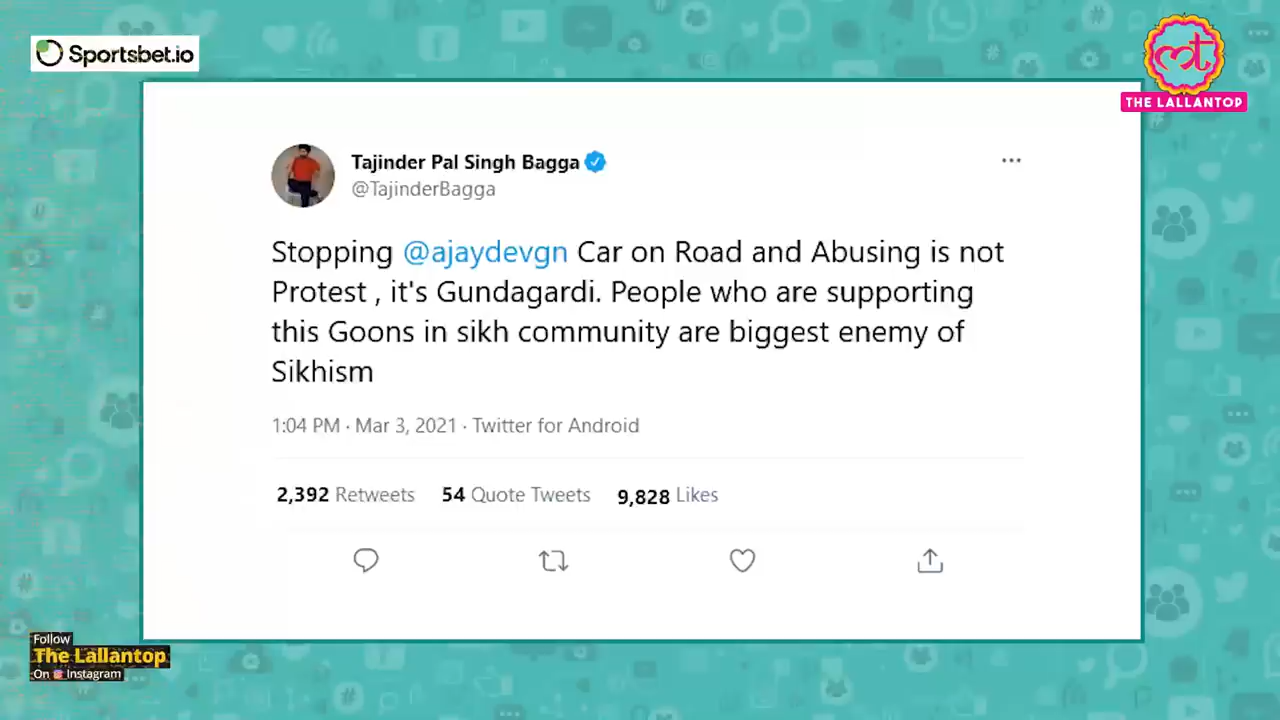 Sportsbet.io
THE LALLANTOP
Tajinder Pal Singh Bagga
@TajinderBagga
Stopping @ajaydevgn Car on Road and Abusing is not
Protest , it's Gundagardi. People who are supporting
this Goons in sikh community are biggest enemy of
Sikhism
1:04 PM · Mar 3, 2021 · Twitter for Android
2,392 Retweets 54 Quote Tweets 9,828 Likes
Follow
The Lallantop
On Instagram